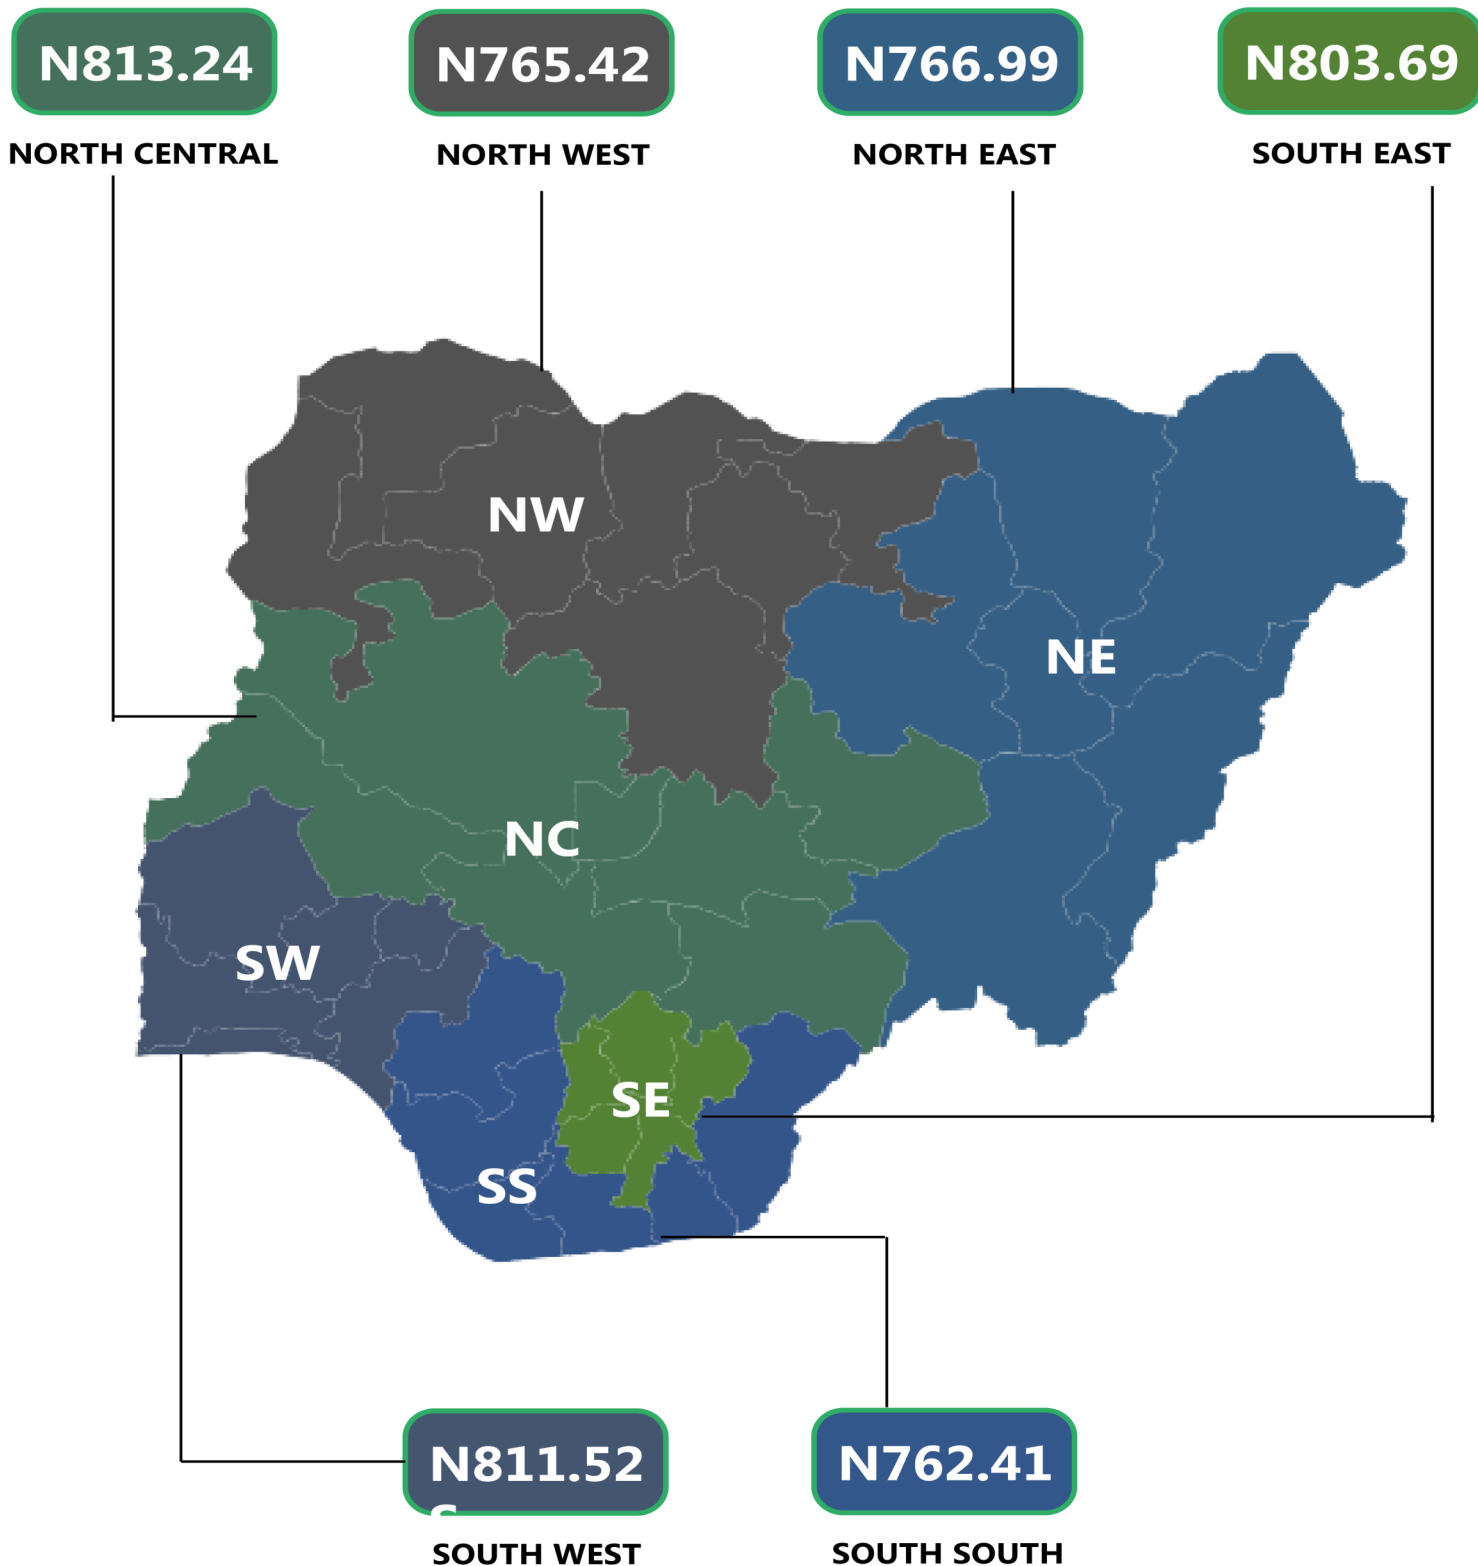 N813.24
N765.42
N766.99
N803.69
NORTH CENTRAL
NORTH WEST
NORTH EAST
SOUTH EAST
NW
NE
NC
SW
SE
SS
N811.52
N762.41
SOUTH WEST
SOUTH SOUTH